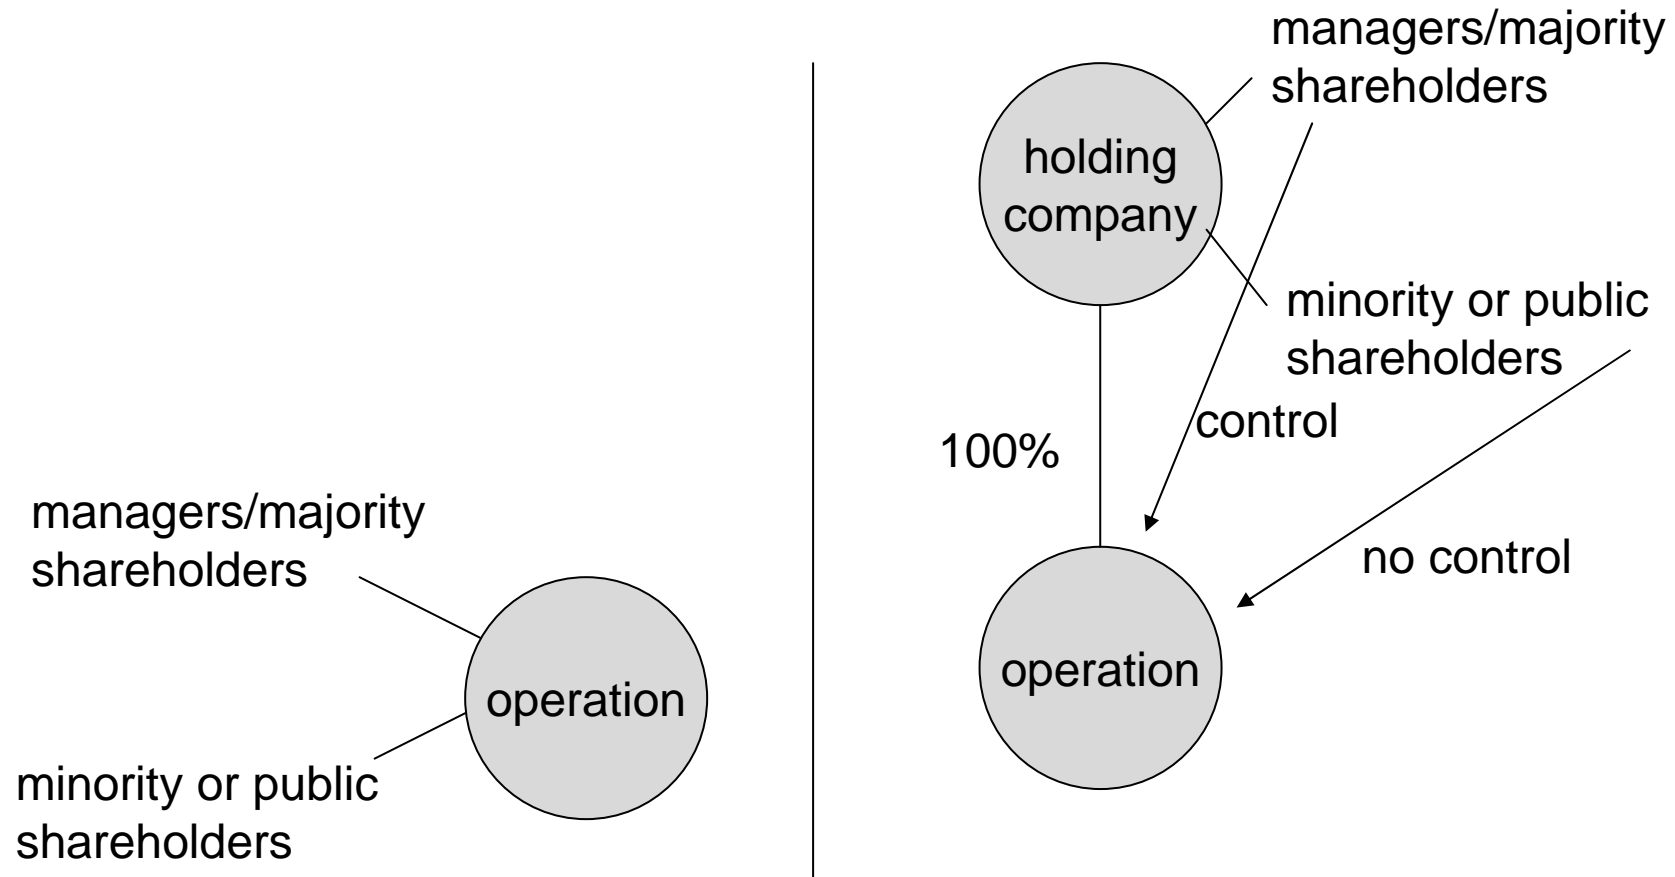 managers/majority
shareholders
operation
minority or public
shareholders
managers/majority
shareholders
holding
company
minority or public
shareholders
control
100%
no control
operation